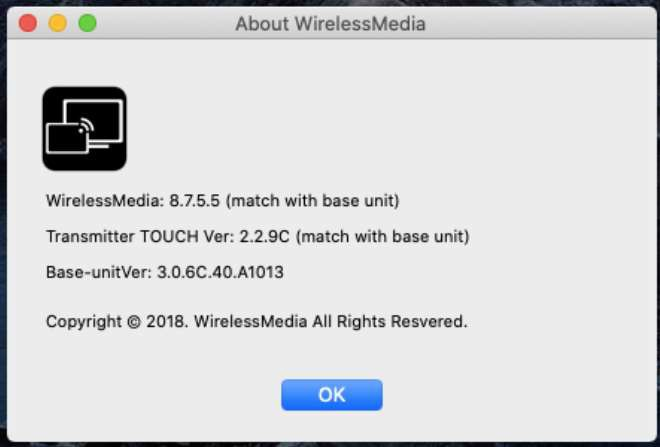 About WirelessMedia
WirelessMedia: 8.7.5.5 (match with base unit)
Transmitter TOUCH Ver: 2.2.9C (match with base unit)
Base-unitVer: 3.0.6C.40.A1013
Copyright © 2018. WirelessMedia All Rights Resvered.
OK